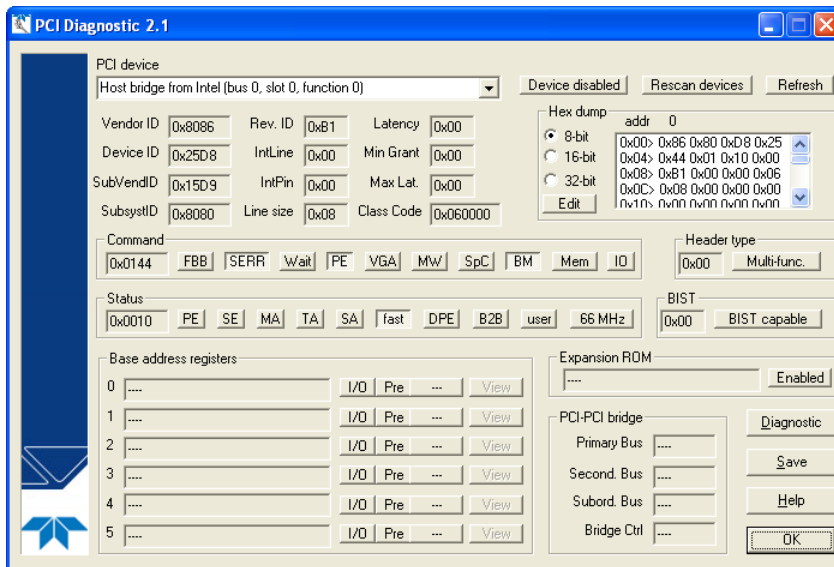 PCI Diagnostic 2.1
PCI device
Host bridge from Intel (bus 0, slot 0, function 0)
Device disabled Rescan devices Refresh
Vendor ID 0x8086 Rev. ID 0xB1 Latency 0x00
Device ID 0x25D8 IntLine 0x00 Min Grant 0x00
SubVendID 0x15D9 IntPin 0x00 Max Lat. 0x00
SubsystID 0x8080 Line size 0x08 Class Code 0x060000
Hex dump addr 0
8-bit
16-bit
32-bit
Edit
0x00> 0x86 0x80 0xD8 0x25
0x04> 0x44 0x01 0x10 0x00
0x08> 0xB1 0x00 0x00 0x06
0x0C> 0x08 0x00 0x00 0x00
0x10> 0x00 0x00 0x00 0x00
Command
0x0144 FBB SERR Wait PE VGA MW SpC BM Mem IO
Header type
0x00 Multi-func.
Status
0x0010 PE SE MA TA SA fast DPE B2B user 66 MHz
BIST
0x00 BIST capable
Base address registers
0 ---- I/O Pre --- View
1 ---- I/O Pre --- View
2 ---- I/O Pre --- View
3 ---- I/O Pre --- View
4 ---- I/O Pre --- View
5 ---- I/O Pre --- View
Expansion ROM
---- Enabled
PCI-PCI bridge
Primary Bus ----
Second. Bus ----
Subord. Bus ----
Bridge Ctrl ----
Diagnostic
Save
Help
OK